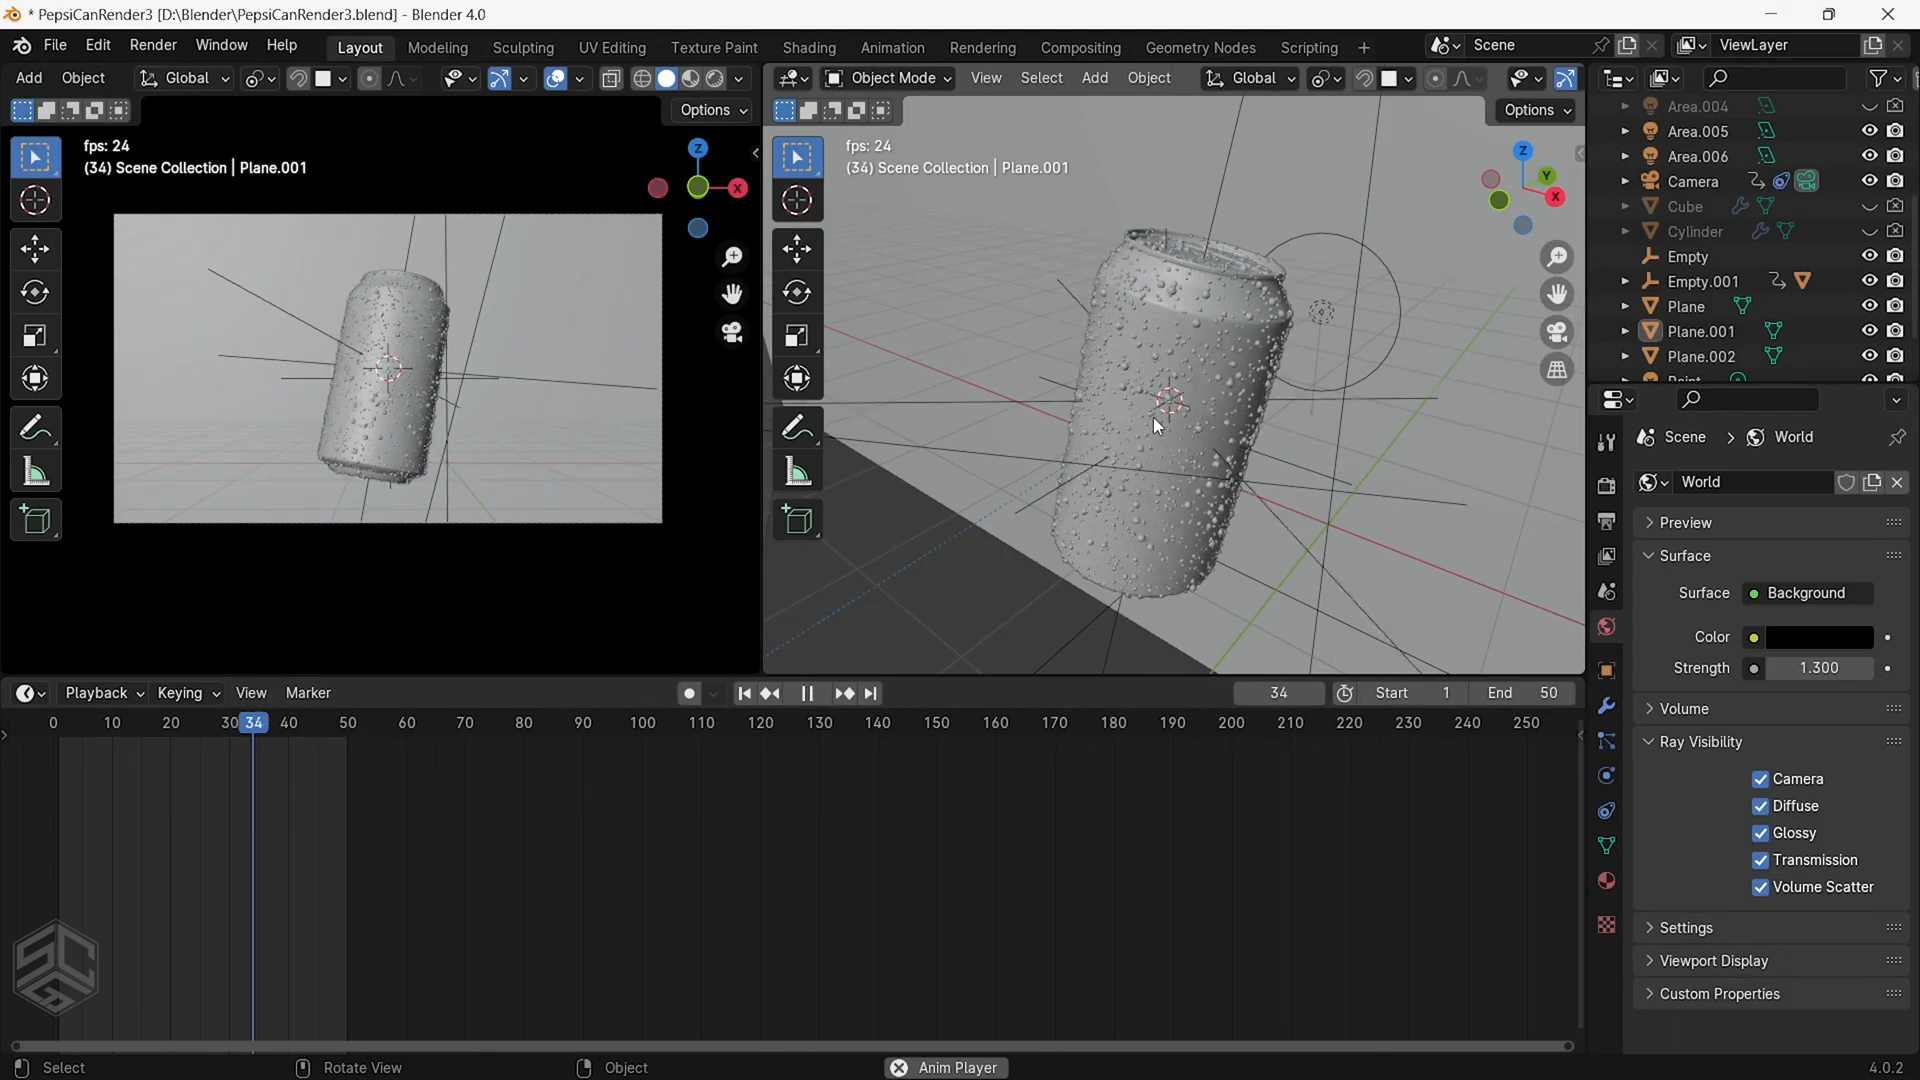 * PepsiCanRender3 [D:\Blender\PepsiCanRender3.blend] - Blender 4.0
File Edit Render Window Help Layout Modeling Sculpting UV Editing Texture Paint Shading Animation Rendering Compositing Geometry Nodes Scripting + Scene ViewLayer
Add Object Global Object Mode View Select Add Object Global
Options Options
fps: 24
(34) Scene Collection | Plane.001
Z
X
fps: 24
(34) Scene Collection | Plane.001
Z
Y
X
Area.004
Area.005
Area.006
Camera
Cube
Cylinder
Empty
Empty.001
Plane
Plane.001
Plane.002
Scene > World
World
Preview
Surface
Surface Background
Color
Strength 1.300
Volume
Ray Visibility
Camera
Diffuse
Glossy
Transmission
Volume Scatter
Settings
Viewport Display
Custom Properties
Playback Keying View Marker 34 Start 1 End 50
0 10 20 30 34 40 50 60 70 80 90 100 110 120 130 140 150 160 170 180 190 200 210 220 230 240 250
Select Rotate View Object Anim Player 4.0.2